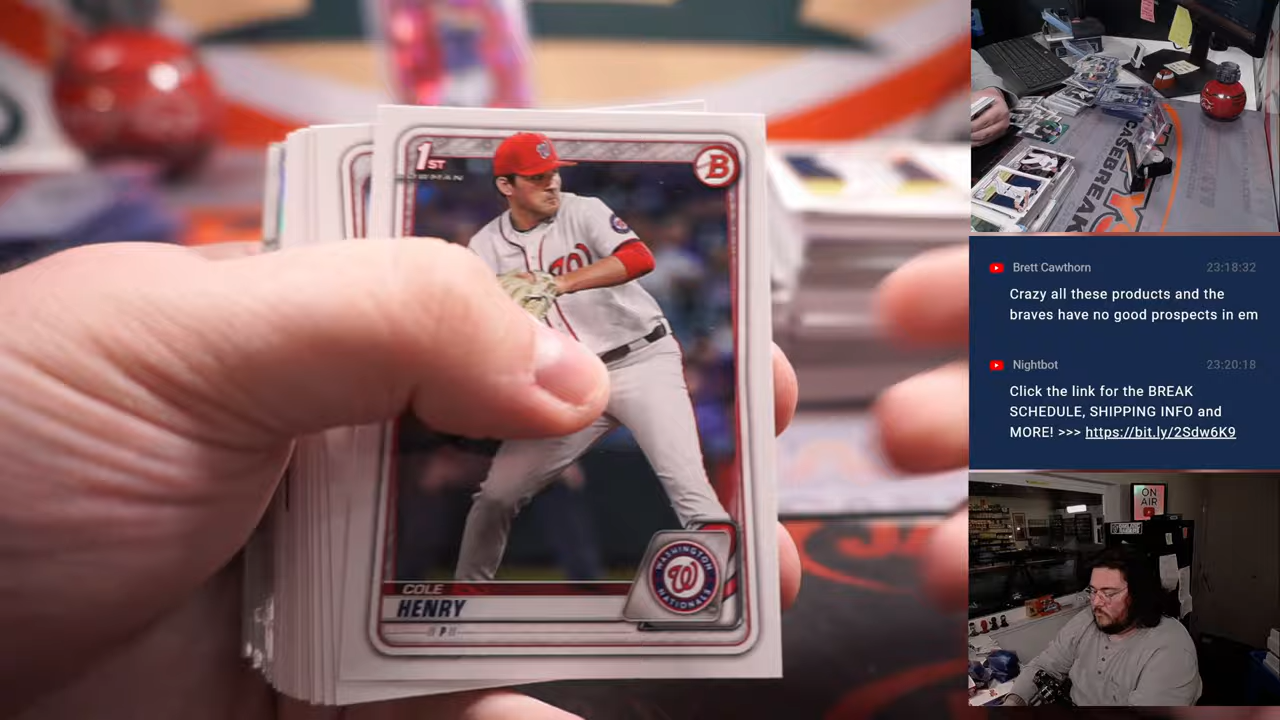 1ST
BOWMAN
B
W
WASHINGTON
NATIONALS
W
COLE
HENRY
P
CASEBREAK
Brett Cawthorn 23:18:32
Crazy all these products and the
braves have no good prospects in em
Nightbot 23:20:18
Click the link for the BREAK
SCHEDULE, SHIPPING INFO and
MORE! >>> https://bit.ly/2Sdw6K9
ON
AIR